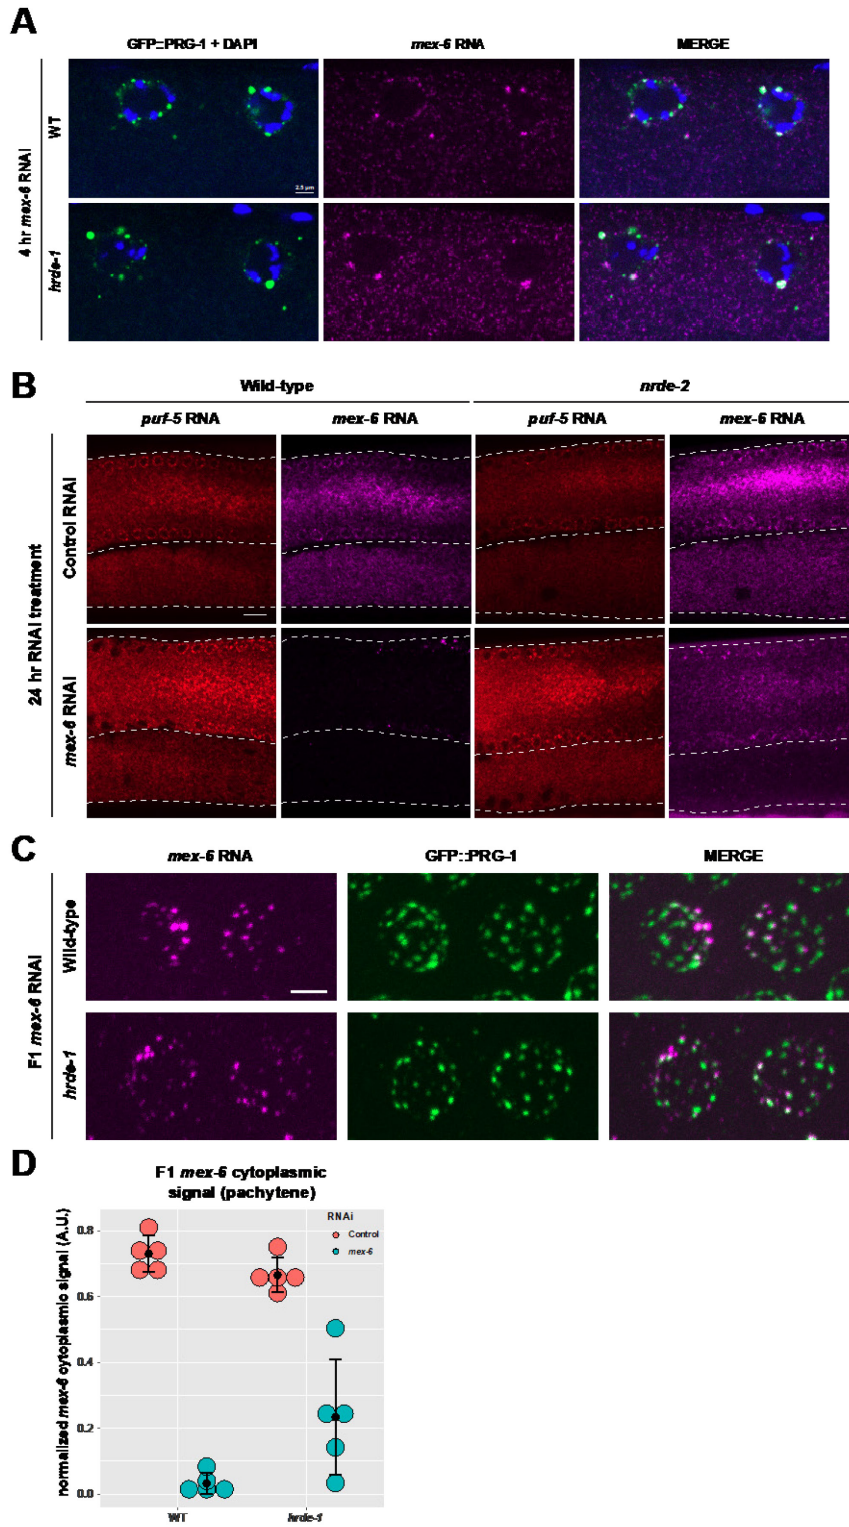 A
GFP::PRG-1 + DAPI
mex-6 RNA
MERGE
4 hr mex-6 RNAi
WT
2.5 µm
hrde-1
B
Wild-type
nrde-2
puf-5 RNA
mex-6 RNA
puf-5 RNA
mex-6 RNA
24 hr RNAi treatment
Control RNAi
mex-6 RNAi
C
mex-6 RNA
GFP::PRG-1
MERGE
F1 mex-6 RNAi
Wild-type
hrde-1
D
F1 mex-6 cytoplasmic
signal (pachytene)
normalized mex-6 cytoplasmic signal (A.U.)
RNAi
Control
mex-6
0.8
0.6
0.4
0.2
0.0
WT
hrde-1